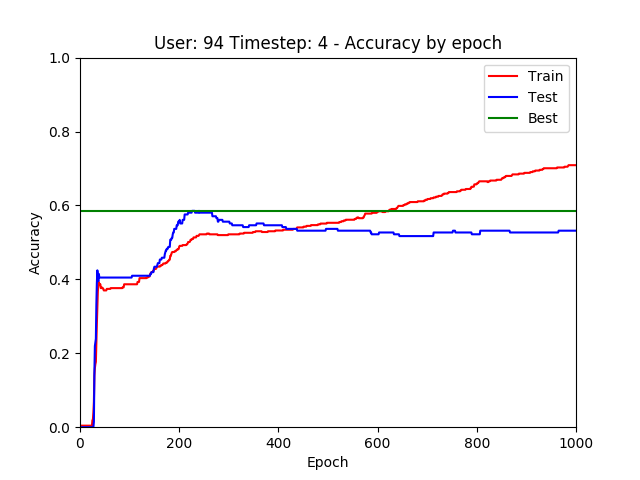 User: 94 Timestep: 4 - Accuracy by epoch
Train
Test
Best
Accuracy
1.0
0.8
0.6
0.4
0.2
0.0
0 200 400 600 800 1000
Epoch